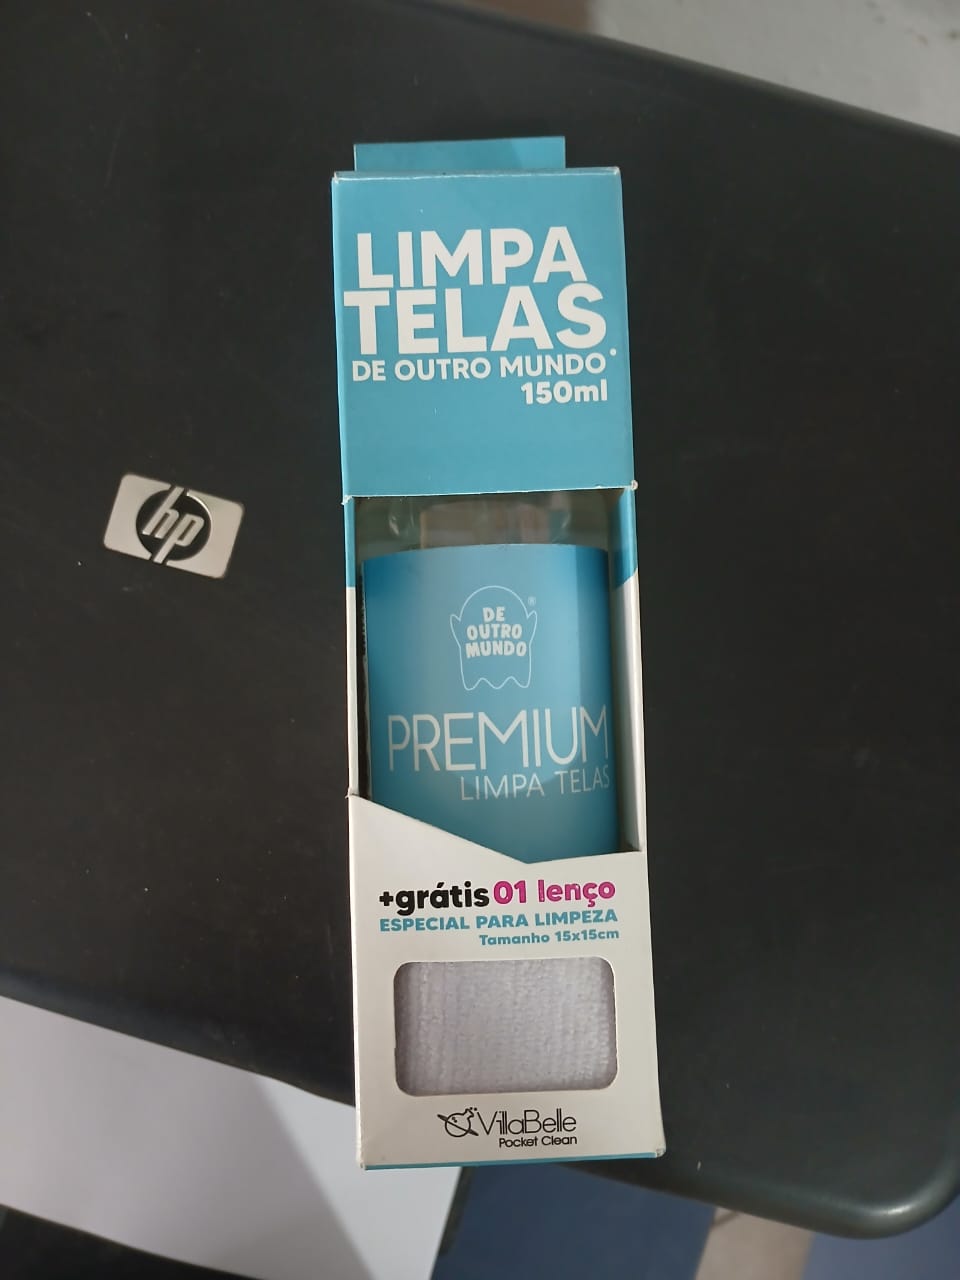 LIMPA
TELAS
DE OUTRO MUNDO
150ml
hp
DE
OUTRO
MUNDO
®
PREMIUM
LIMPA TELAS
+grátis 01 lenço
ESPECIAL PARA LIMPEZA
Tamanho 15x15cm
VillaBelle
Pocket Clean